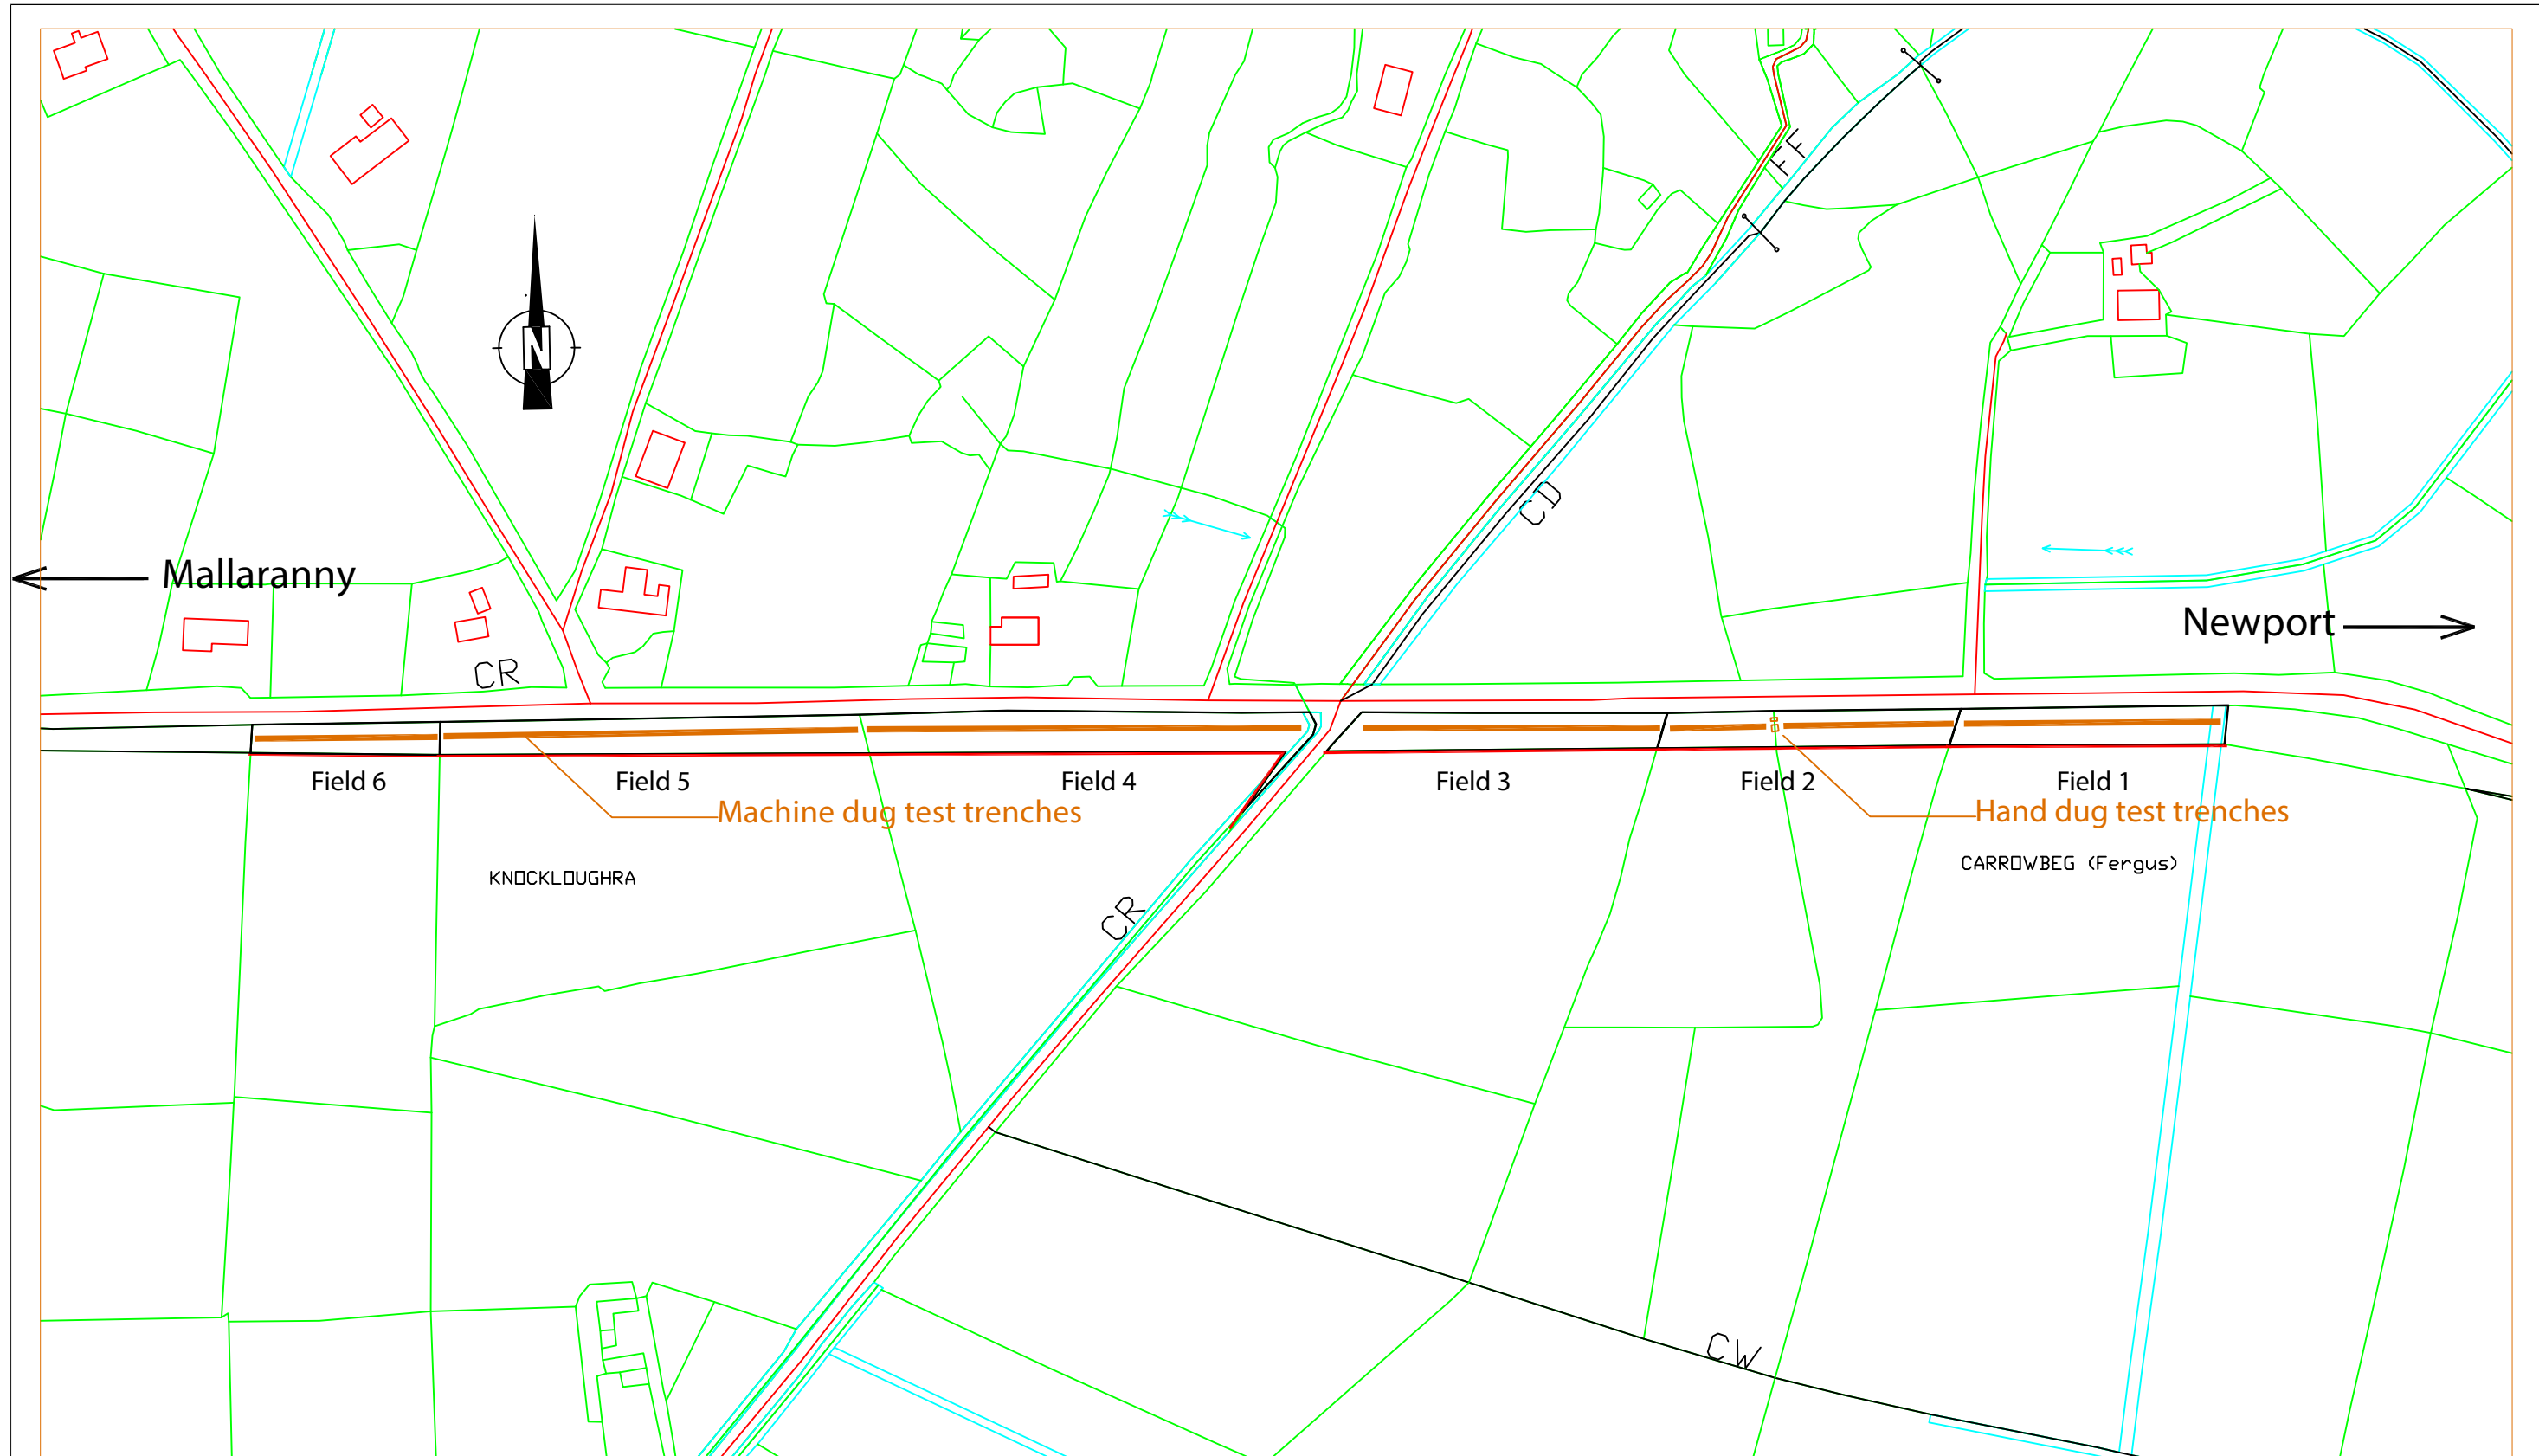 FF
N
CD
Mallaranny
Newport
CR
Field 6
Field 5
Field 4
Field 3
Field 2
Field 1
Machine dug test trenches
Hand dug test trenches
CARROWBEG (Fergus)
KNOCKLOUGHRA
CR
CW